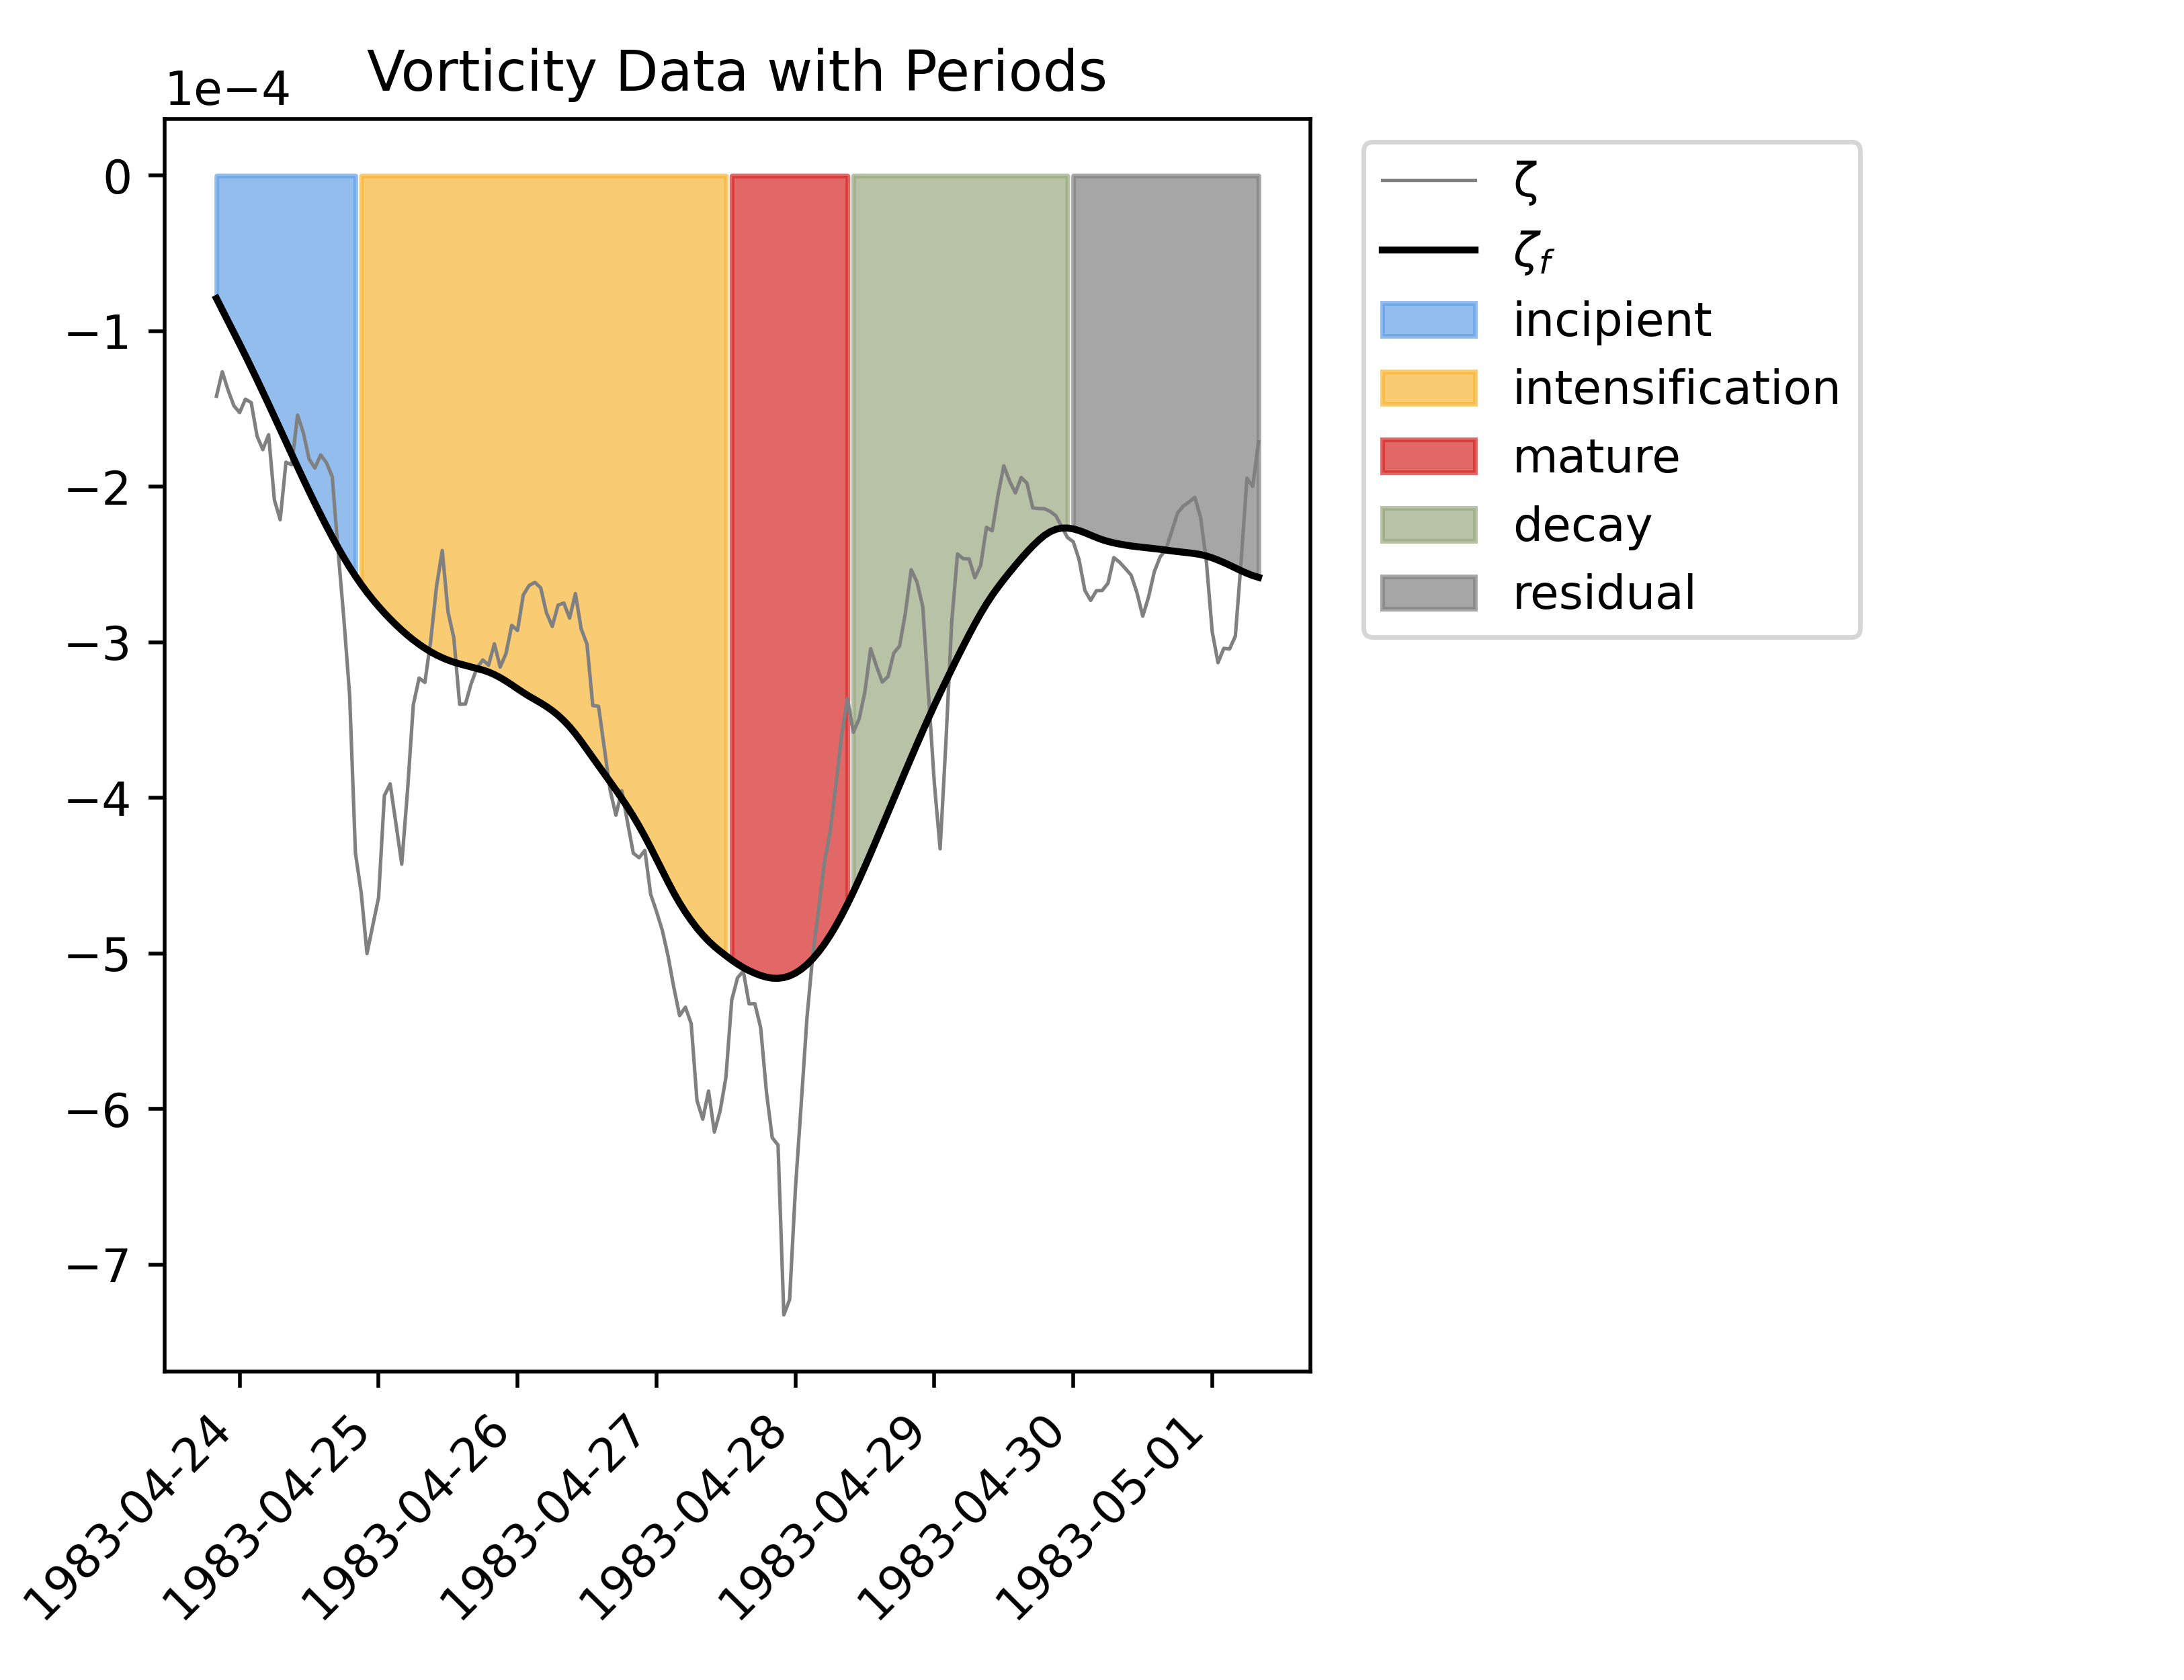 Vorticity Data with Periods
1e−4
0
−1
−2
−3
−4
−5
−6
−7
1983-04-24
1983-04-25
1983-04-26
1983-04-27
1983-04-28
1983-04-29
1983-04-30
1983-05-01
ζ
ζf
incipient
intensification
mature
decay
residual